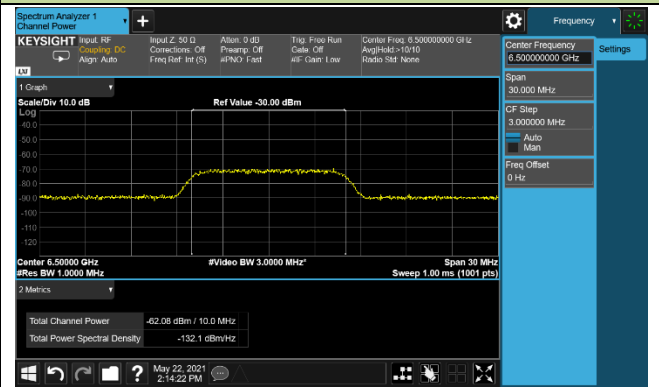 Spectrum Analyzer 1
Channel Power
Frequency
KEYSIGHT Input: RF
Coupling: DC
Align: Auto
Input Z: 50 Ω
Corrections: Off
Freq Ref: Int (S)
Atten: 0 dB
Preamp: Off
#PNO: Fast
Trig: Free Run
Gate: Off
#IF Gain: Low
Center Freq: 6.500000000 GHz
Avg|Hold:>10/10
Radio Std: None
LXI
Center Frequency
6.500000000 GHz
Settings
Span
30.000 MHz
CF Step
3.000000 MHz
Auto
Man
Freq Offset
0 Hz
1 Graph
Scale/Div 10.0 dB
Ref Value -30.00 dBm
Log
-40.0
-50.0
-60.0
-70.0
-80.0
-90.0
-100
-110
-120
Center 6.50000 GHz
#Video BW 3.0000 MHz*
Span 30 MHz
#Res BW 1.0000 MHz
Sweep 1.00 ms (1001 pts)
2 Metrics
Total Channel Power -62.08 dBm / 10.0 MHz
Total Power Spectral Density -132.1 dBm/Hz
May 22, 2021
2:14:22 PM